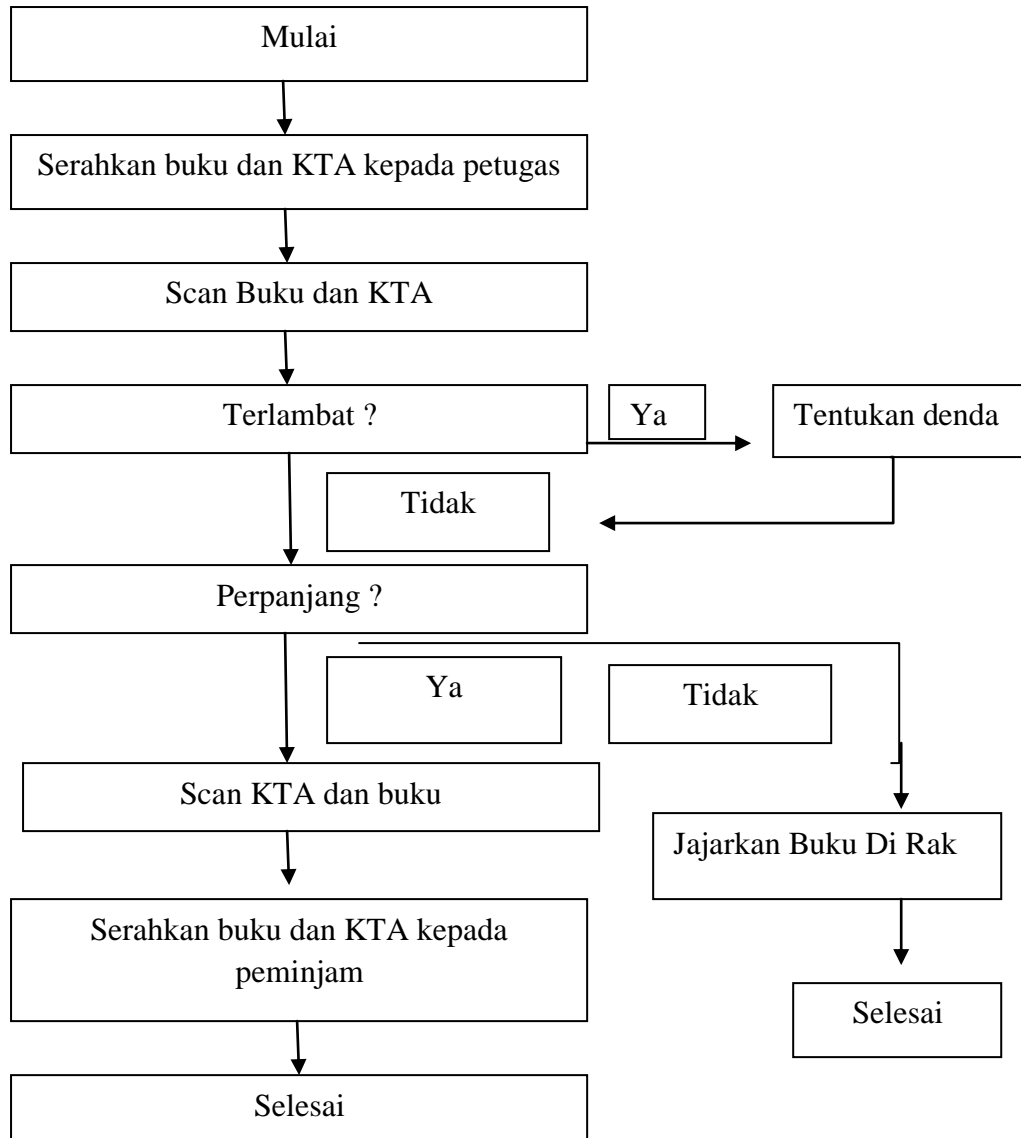 Mulai
Serahkan buku dan KTA kepada petugas
Scan Buku dan KTA
Terlambat ?
Ya
Tentukan denda
Tidak
Perpanjang ?
Ya
Tidak
Scan KTA dan buku
Jajarkan Buku Di Rak
Serahkan buku dan KTA kepada
peminjam
Selesai
Selesai